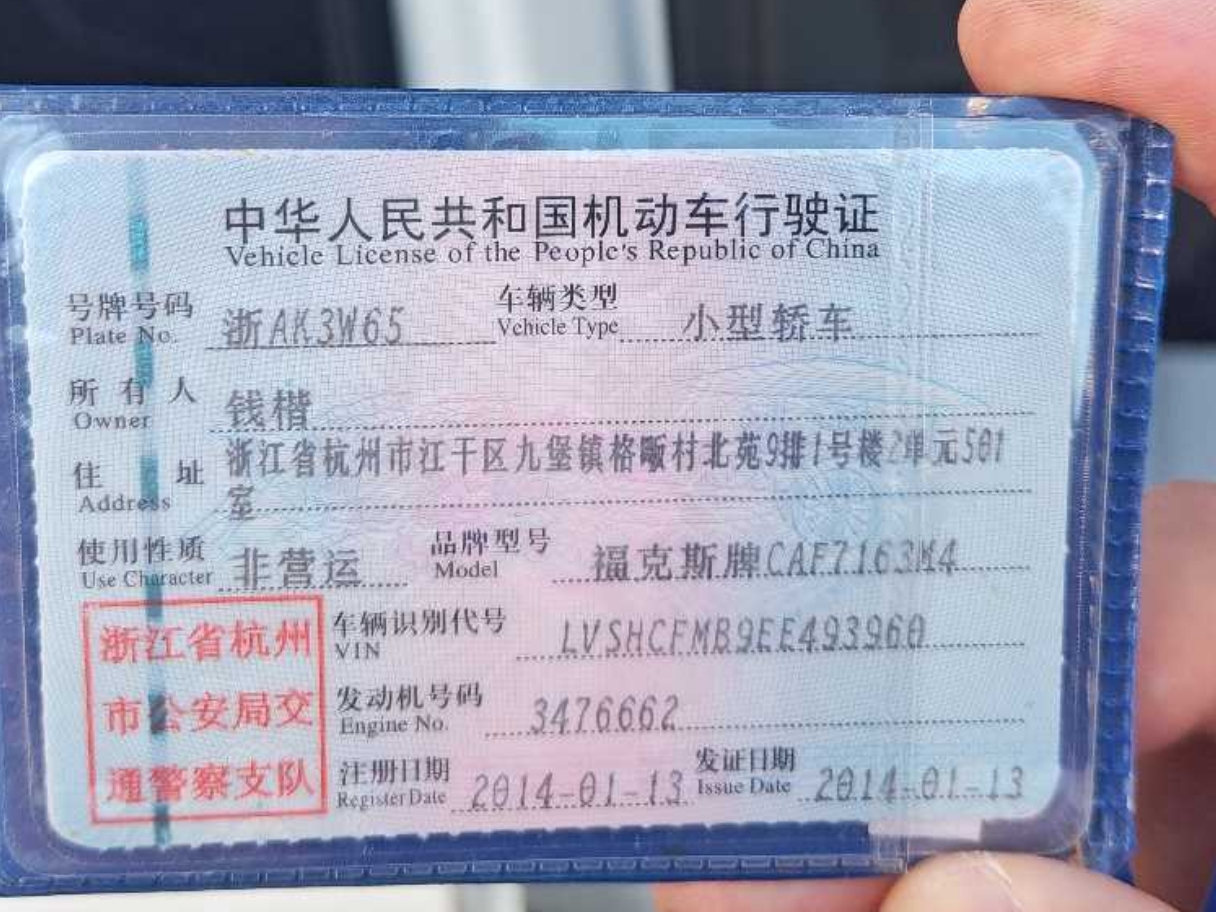 中华人民共和国机动车行驶证
Vehicle License of the People's Republic of China
号牌号码 浙AK3W65 车辆类型 小型轿车
Plate No. Vehicle Type
所有人 钱楷
Owner
住址 浙江省杭州市江干区九堡镇格畈村北苑9排1号楼2单元501
Address 室
使用性质 非营运 品牌型号 福克斯牌CAF7163M4
Use Character Model
浙江省杭州 车辆识别代号 LVSHCFMB9EE493960
VIN
市公安局交 发动机号码 3476662
Engine No.
通警察支队 注册日期 2014-01-13 发证日期 2014-01-13
Register Date Issue Date